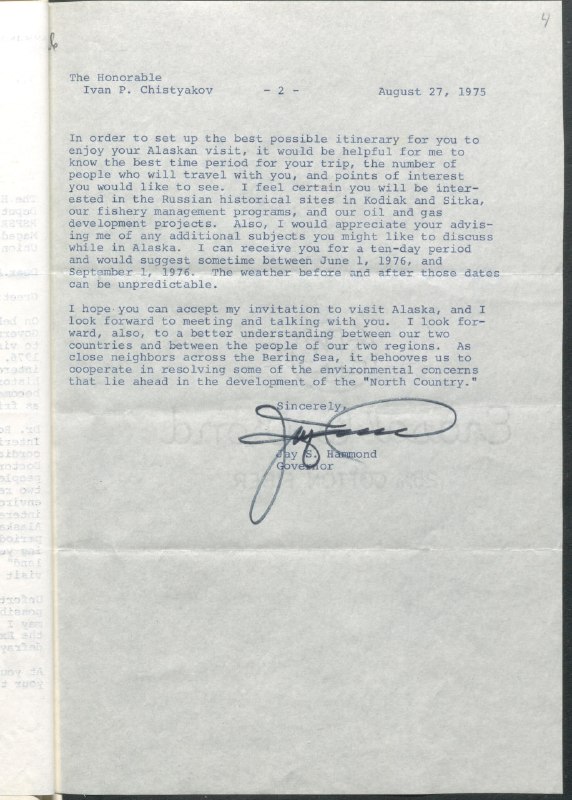 4
The Honorable
Ivan P. Chistyakov - 2 - August 27, 1975
In order to set up the best possible itinerary for you to
enjoy your Alaskan visit, it would be helpful for me to
know the best time period for your trip, the number of
people who will travel with you, and points of interest
you would like to see. I feel certain you will be inter-
ested in the Russian historical sites in Kodiak and Sitka,
our fishery management programs, and our oil and gas
development projects. Also, I would appreciate your advis-
ing me of any additional subjects you might like to discuss
while in Alaska. I can receive you for a ten-day period
and would suggest sometime between June 1, 1976, and
September 1, 1976. The weather before and after those dates
can be unpredictable.
I hope you can accept my invitation to visit Alaska, and I
look forward to meeting and talking with you. I look for-
ward, also, to a better understanding between our two
countries and between the people of our two regions. As
close neighbors across the Bering Sea, it behooves us to
cooperate in resolving some of the environmental concerns
that lie ahead in the development of the "North Country."
Sincerely,
Jay S. Hammond
Governor